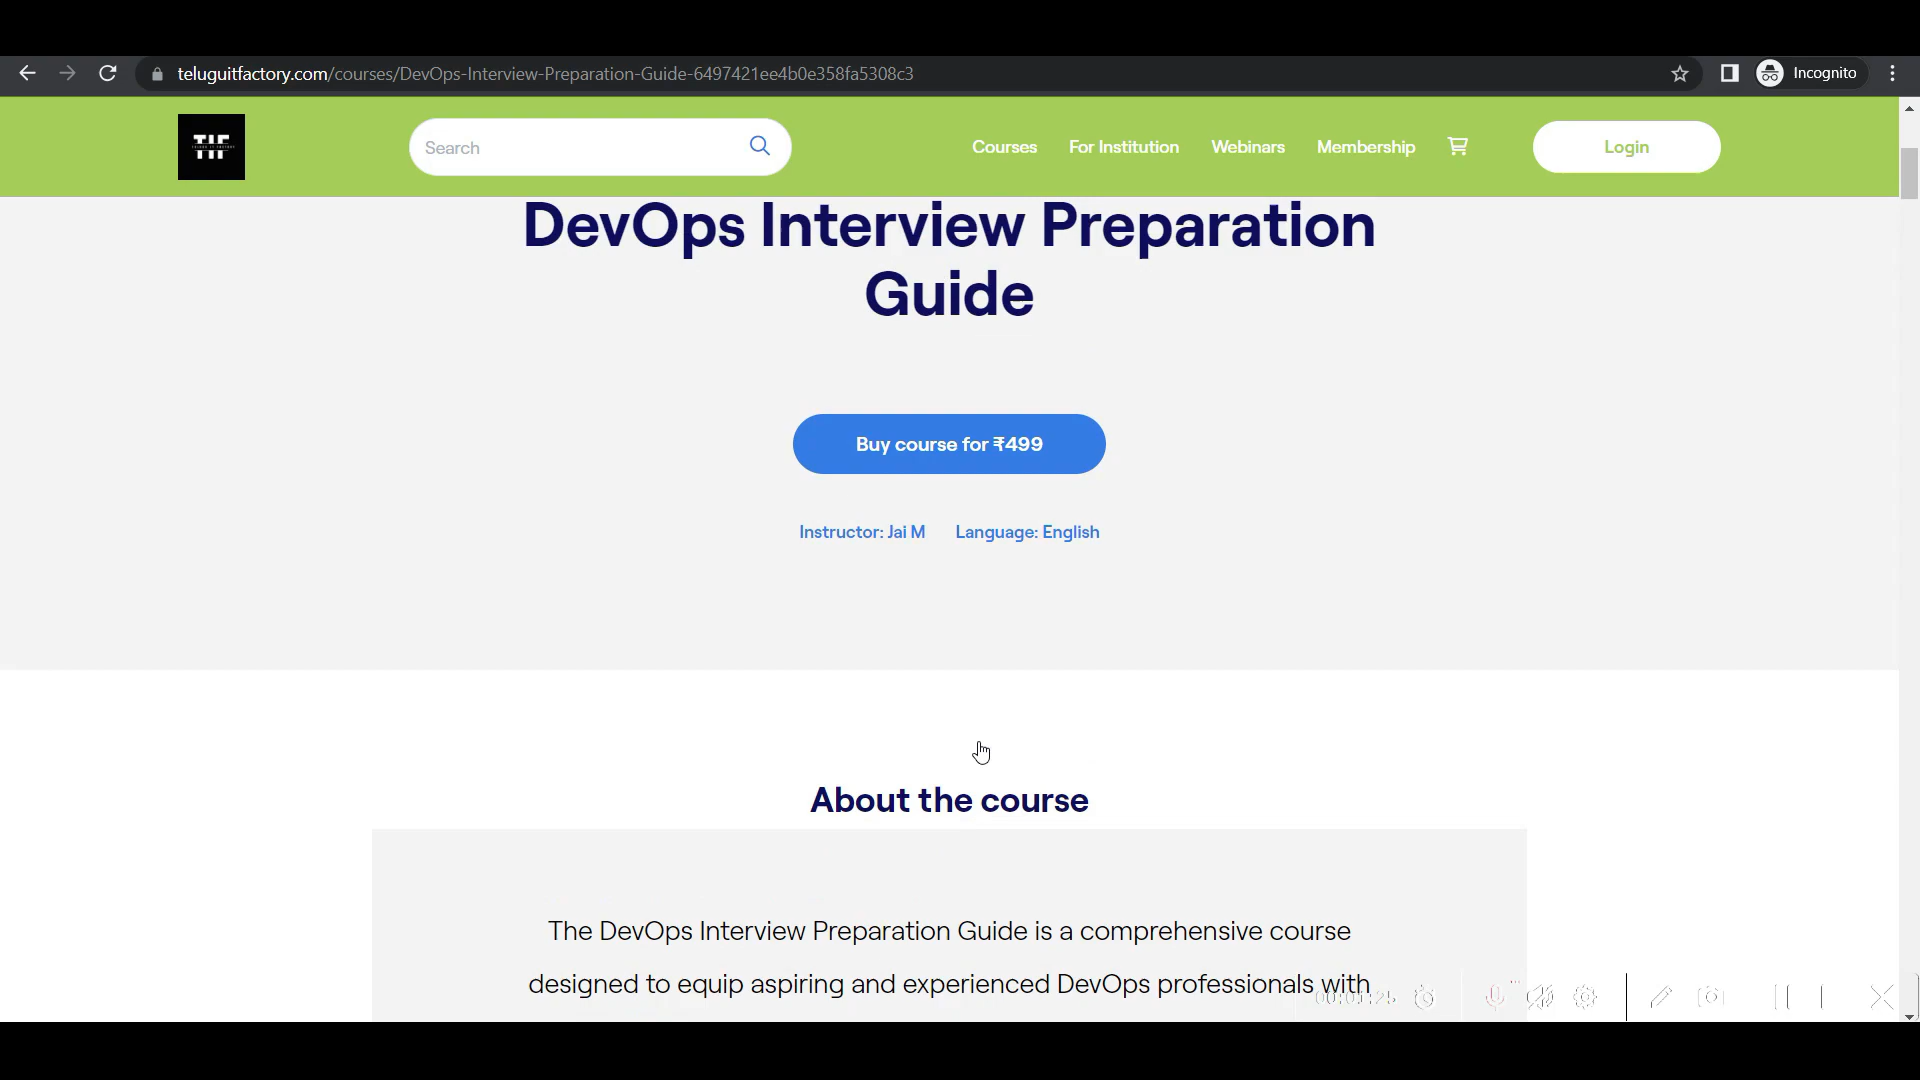 teluguitfactory.com/courses/DevOps-Interview-Preparation-Guide-6497421ee4b0e358fa5308c3
Incognito
TIF
Search
Courses
For Institution
Webinars
Membership
Login
DevOps Interview Preparation
Guide
Buy course for ₹499
Instructor: Jai M
Language: English
About the course
The DevOps Interview Preparation Guide is a comprehensive course
designed to equip aspiring and experienced DevOps professionals with